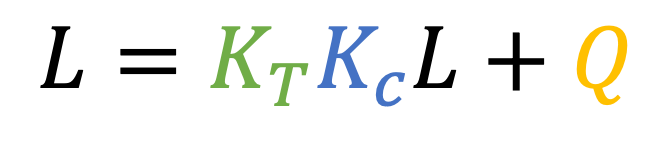 L = K_T K_c L + Q